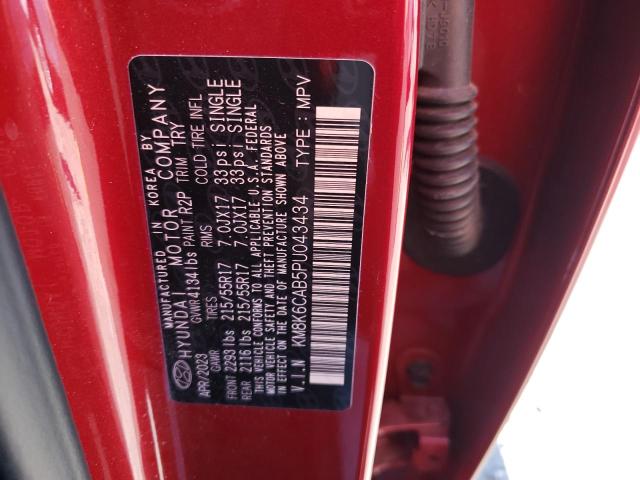 MANUFACTURED IN KOREA BY
HYUNDAI MOTOR COMPANY
APR/2023 GVWR 4134 lbs PAINT R2P TRIM TRY
GAWR TIRES RIMS COLD TIRE INFL
FRONT 2293 lbs 215/55R17 7.0JX17 33psi SINGLE
REAR 2116 lbs 215/55R17 7.0JX17 33psi SINGLE
THIS VEHICLE CONFORMS TO ALL APPLICABLE U.S.A. FEDERAL
MOTOR VEHICLE SAFETY AND THEFT PREVENTION STANDARDS
IN EFFECT ON THE DATE OF MANUFACTURE SHOWN ABOVE
V.I.N KM8K6CAB5PU043434 TYPE : MPV